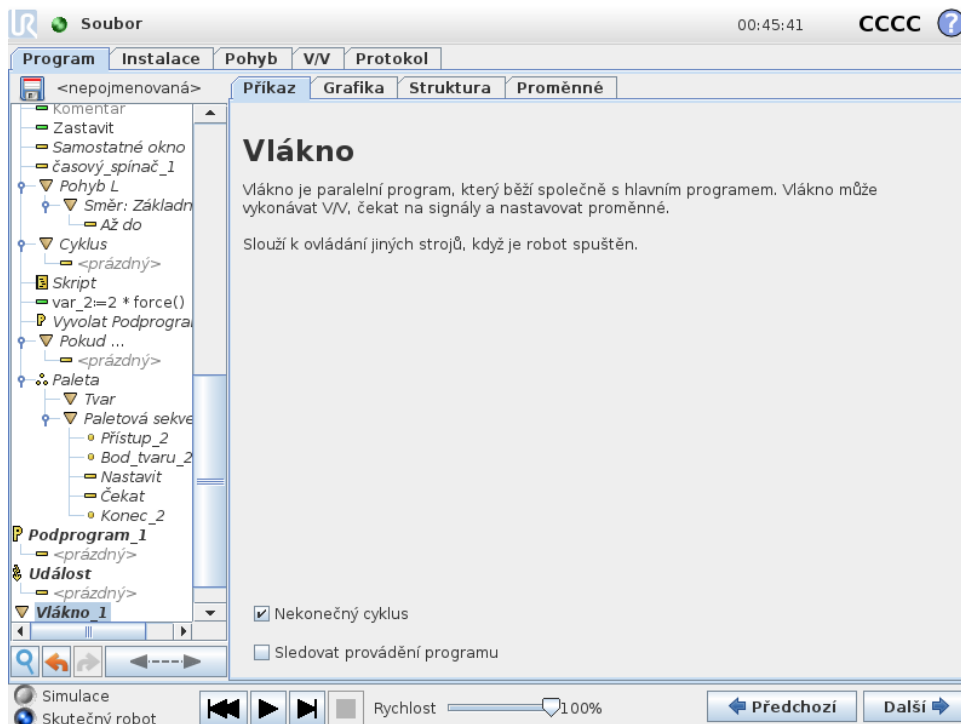 UR Soubor 00:45:41 CCCC ?
Program Instalace Pohyb V/V Protokol
<nepojmenovaná> Příkaz Grafika Struktura Proměnné
Komentář
Zastavit
Samostatné okno
časový_spínač_1
Pohyb L
Směr: Základn
Až do
Cyklus
<prázdný>
Skript
var_2:=2 * force()
Vyvolat Podprogra
Pokud ...
<prázdný>
Paleta
Tvar
Paletová sekve
Přístup_2
Bod_tvaru_2
Nastavit
Čekat
Konec_2
P Podprogram_1
<prázdný>
Událost
<prázdný>
Vlákno_1
Vlákno
Vlákno je paralelní program, který běží společně s hlavním programem. Vlákno může
vykonávat V/V, čekat na signály a nastavovat proměnné.
Slouží k ovládání jiných strojů, když je robot spuštěn.
Nekonečný cyklus
Sledovat provádění programu
Simulace
Skutečný robot
Rychlost 100%
Předchozí Další